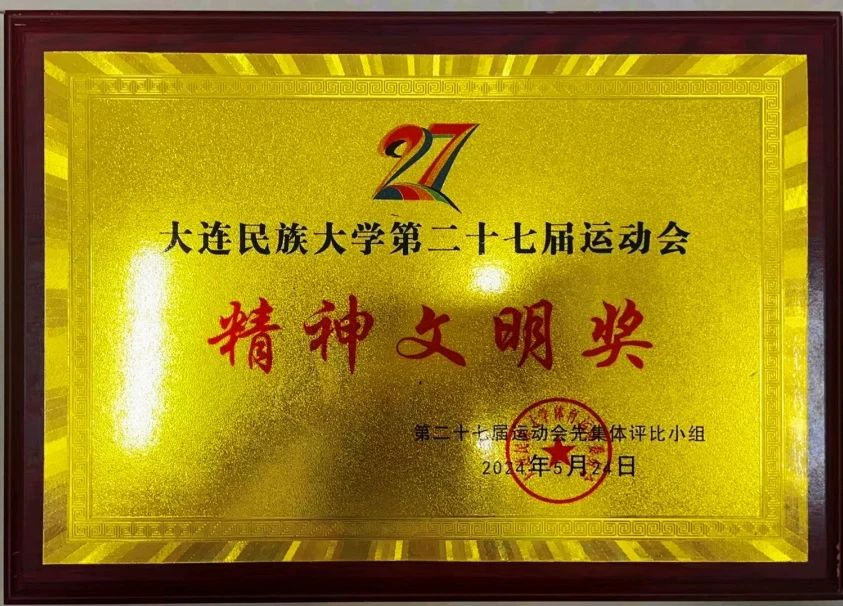 27
大连民族大学第二十七届运动会
精神文明奖
第二十七届运动会先集体评比小组
2024年5月24日